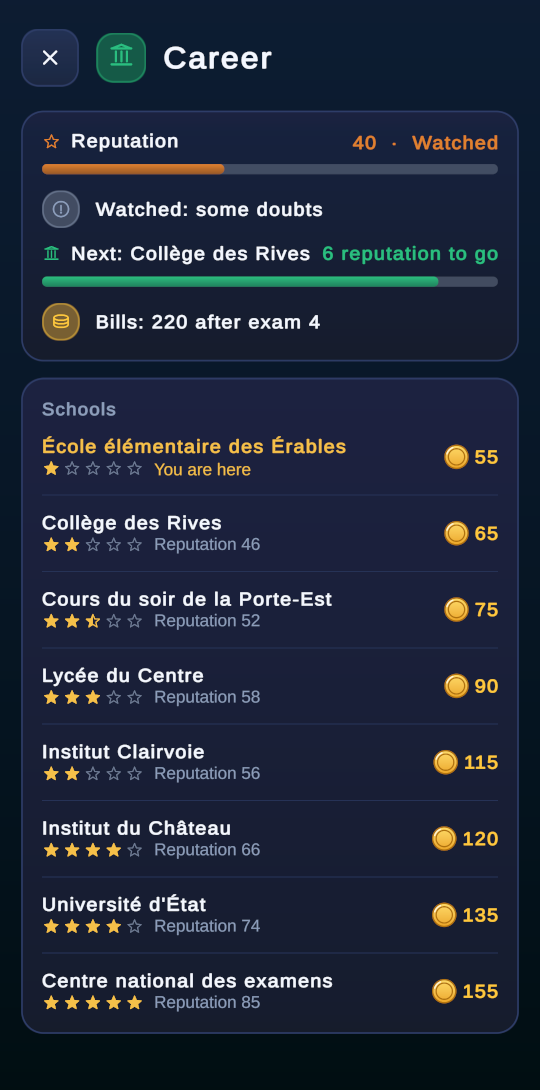 Career
Reputation 40 · Watched
Watched: some doubts
Next: Collège des Rives 6 reputation to go
Bills: 220 after exam 4
Schools
École élémentaire des Érables 55
You are here
Collège des Rives 65
Reputation 46
Cours du soir de la Porte-Est 75
Reputation 52
Lycée du Centre 90
Reputation 58
Institut Clairvoie 115
Reputation 56
Institut du Château 120
Reputation 66
Université d'État 135
Reputation 74
Centre national des examens 155
Reputation 85